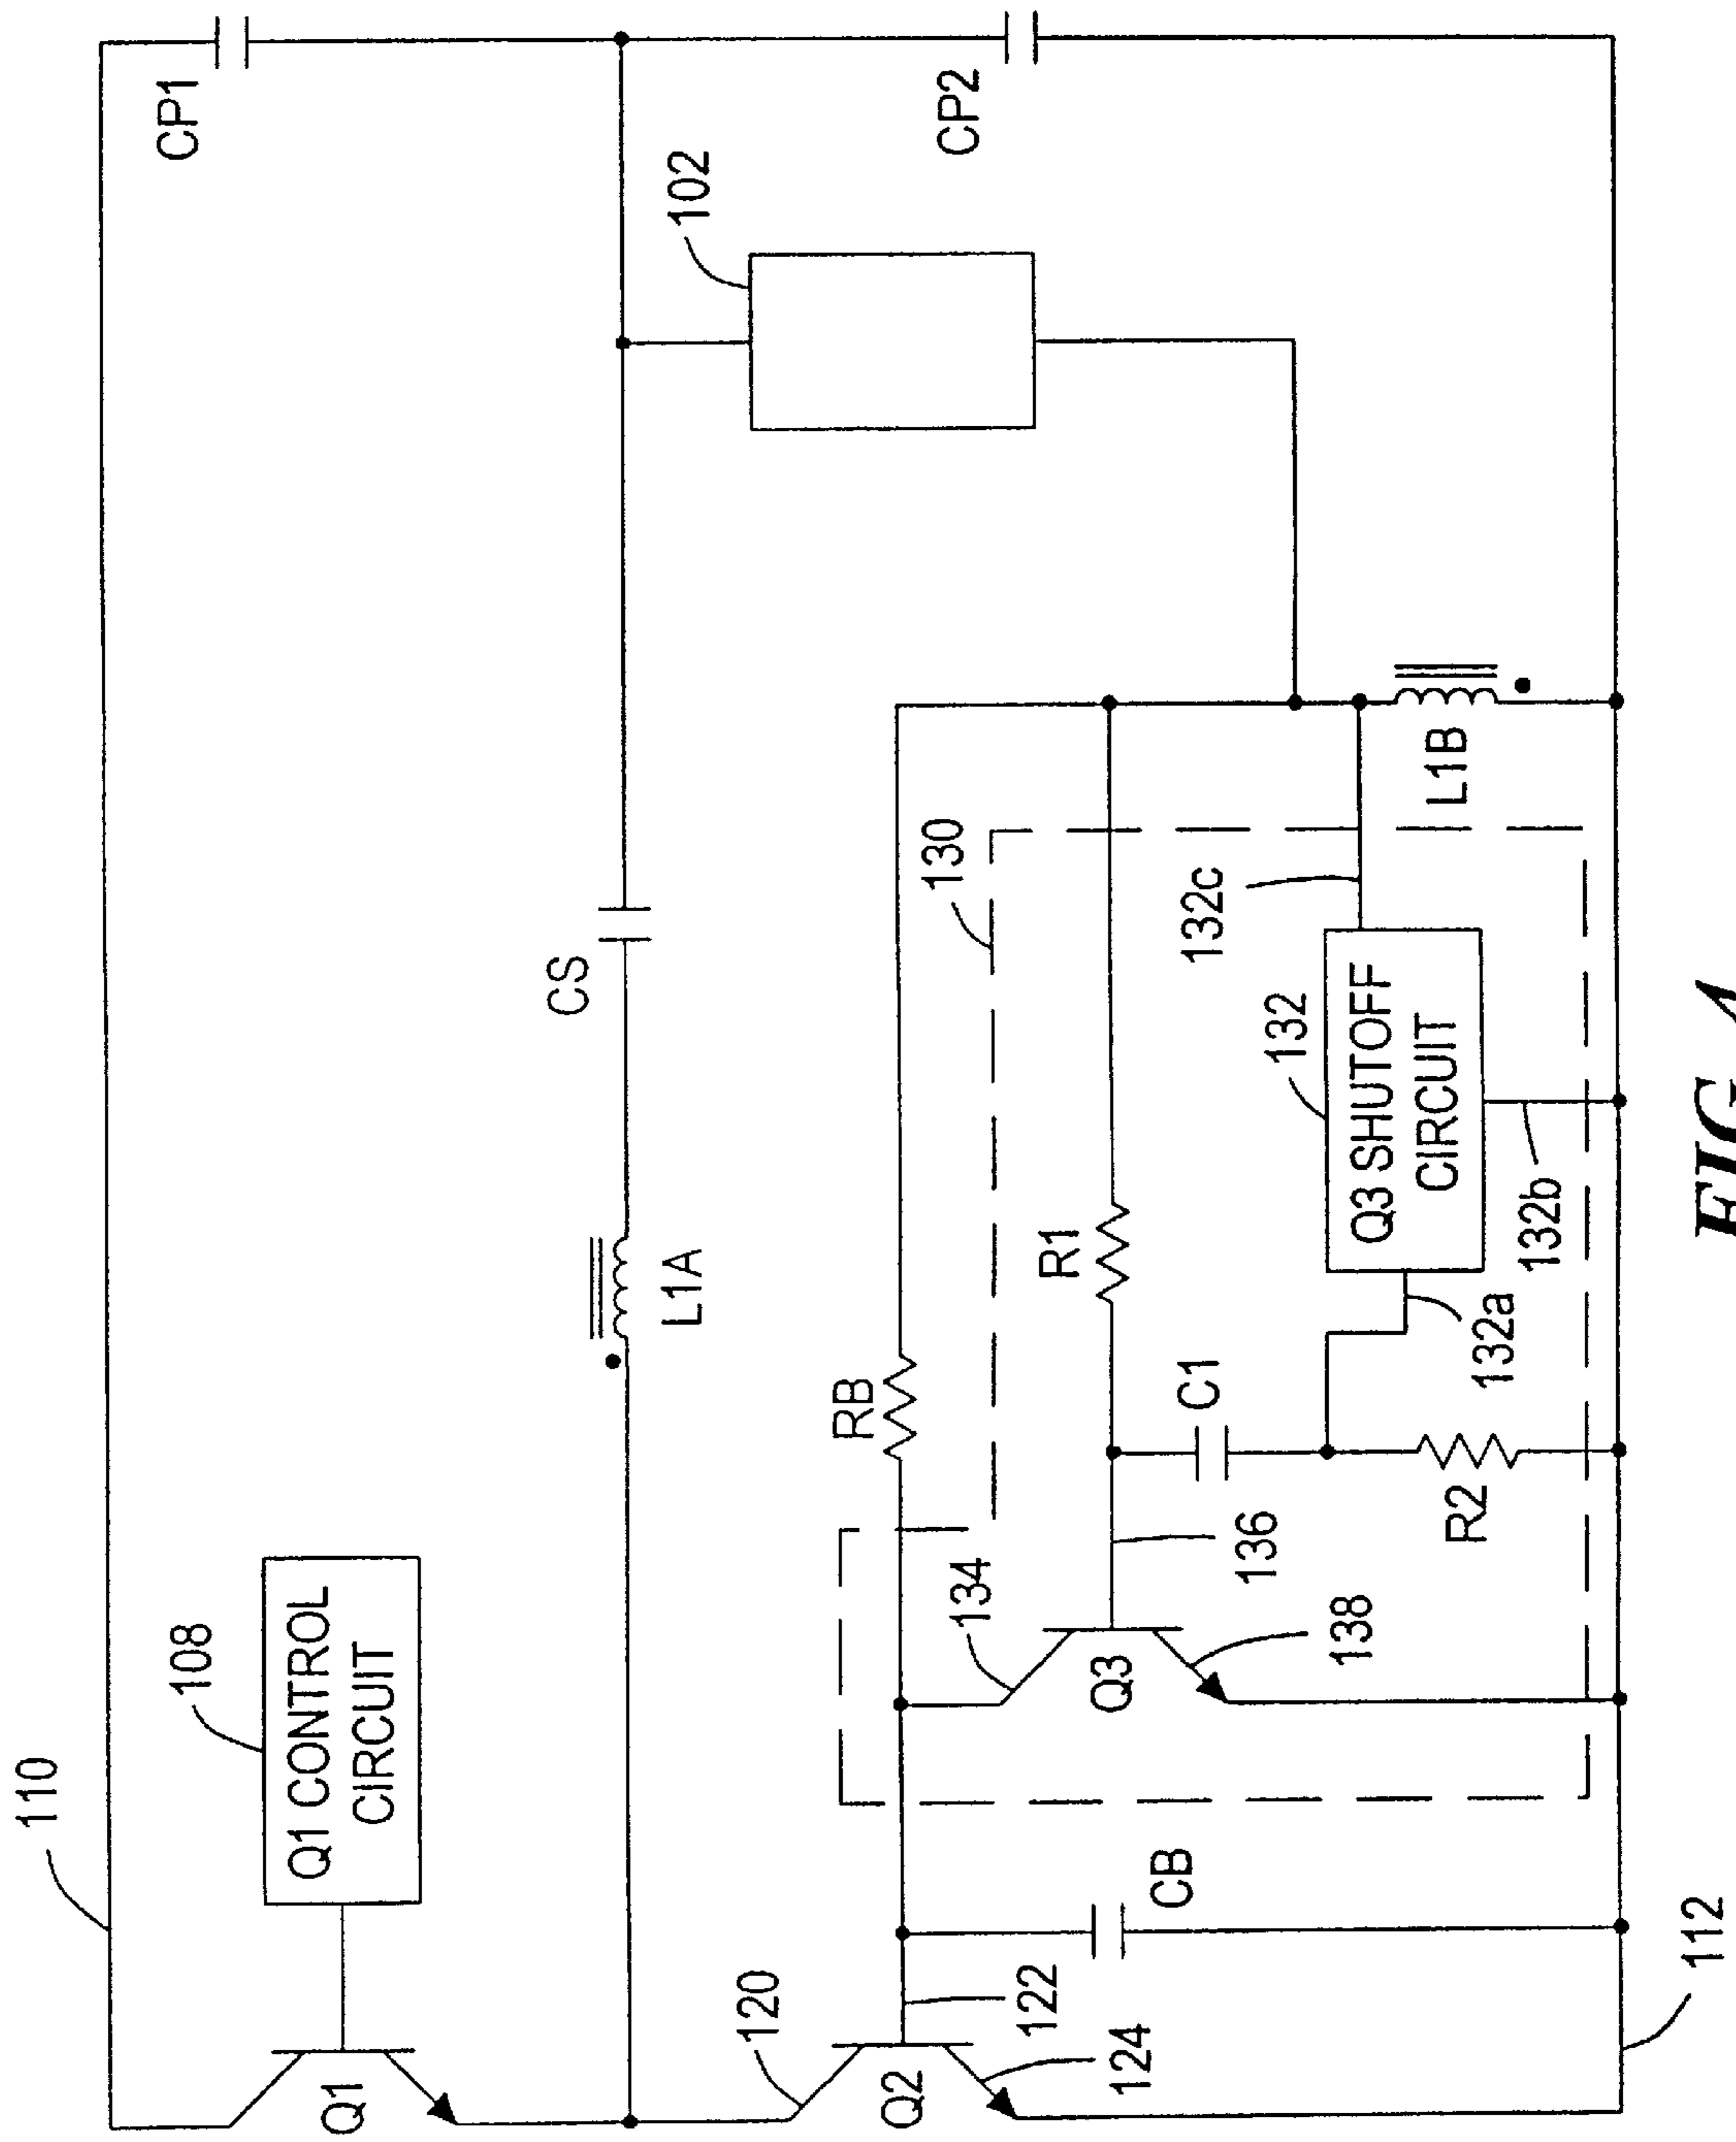 110
108
Q1 CONTROL
CIRCUIT
Q1
CP1
CS
L1A
102
CP2
120
122
124
Q2
CB
112
RB
130
134
136
138
Q3
R1
C1
R2
132
Q3 SHUTOFF
CIRCUIT
132a
132b
132c
L1B